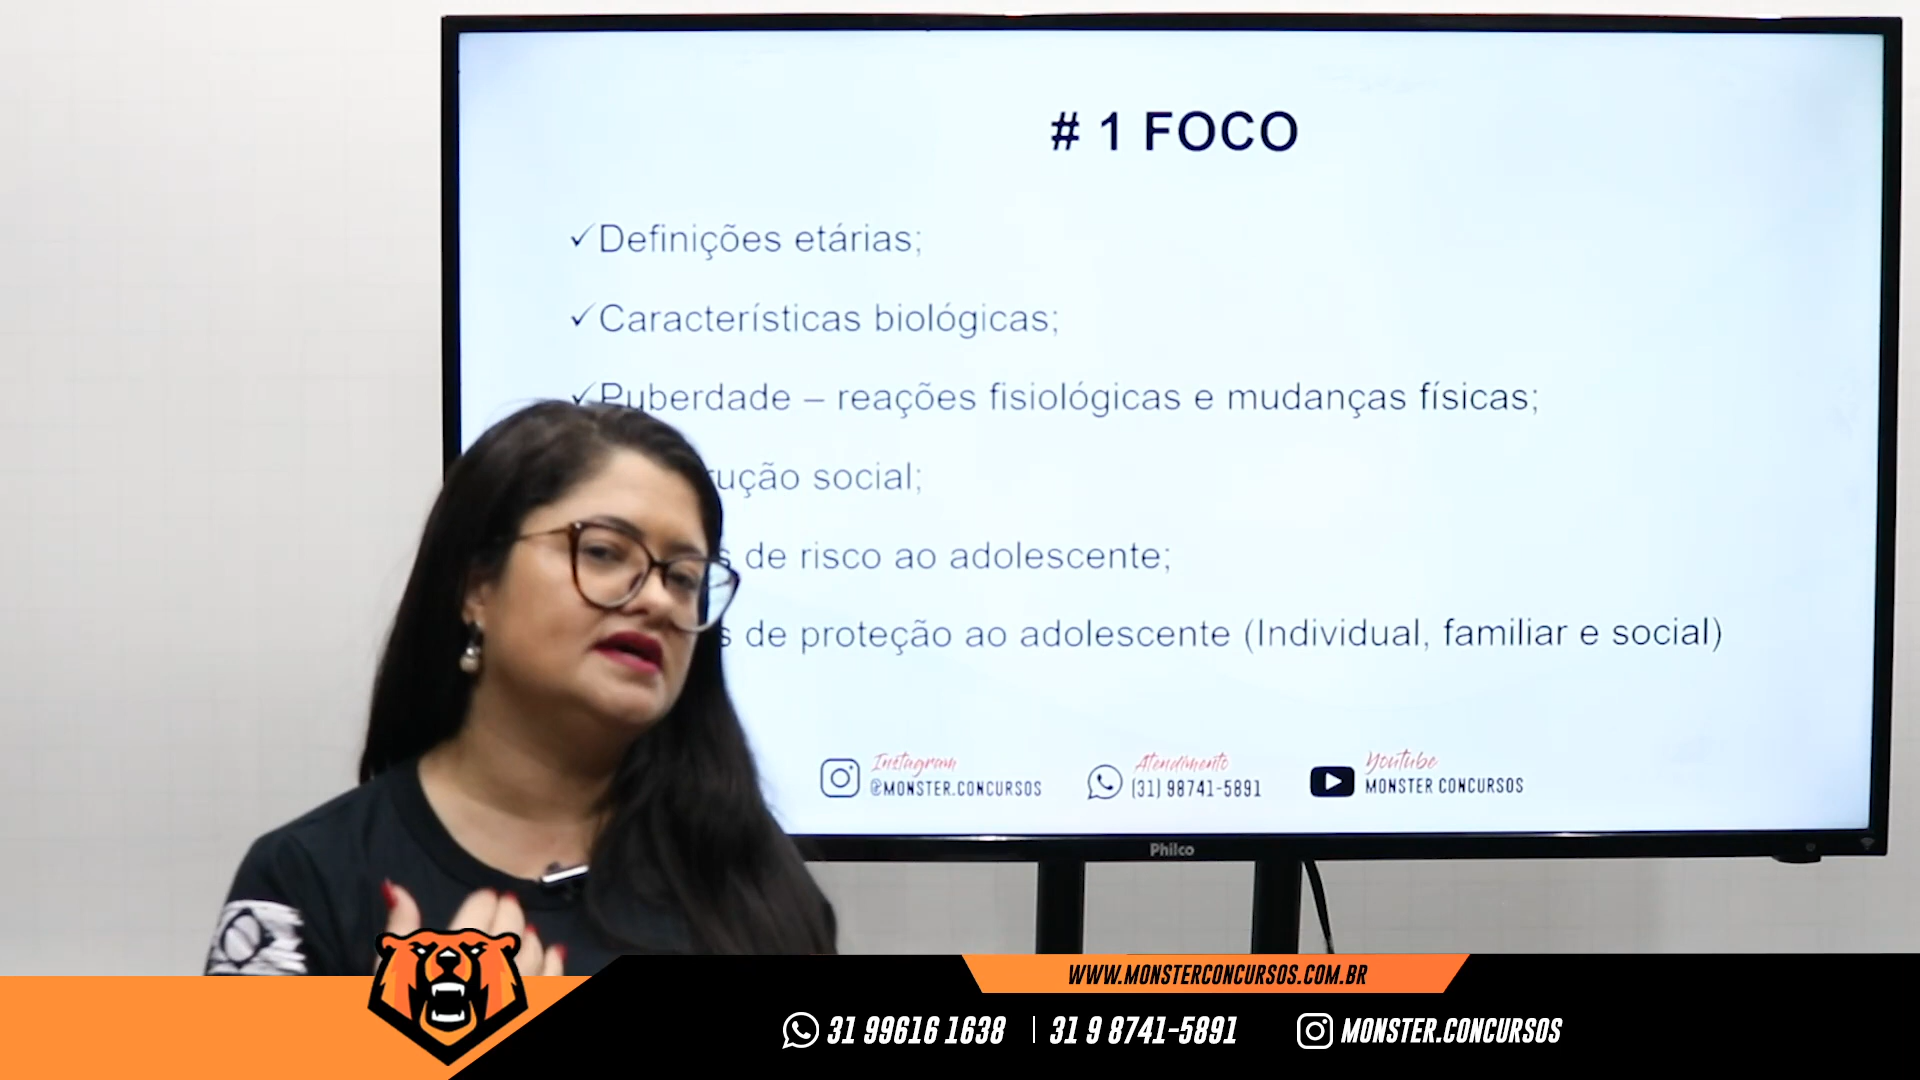 # 1 FOCO
✓Definições etárias;
✓Características biológicas;
✓Puberdade – reações fisiológicas e mudanças físicas;
social;
de risco ao adolescente;
de proteção ao adolescente (Individual, familiar e social)
Instagram
@MONSTER.CONCURSOS
Atendimento
(31) 98741-5891
Youtube
MONSTER CONCURSOS
Philco
WWW.MONSTERCONCURSOS.COM.BR
31 99616 1638 | 31 9 8741-5891
MONSTER.CONCURSOS